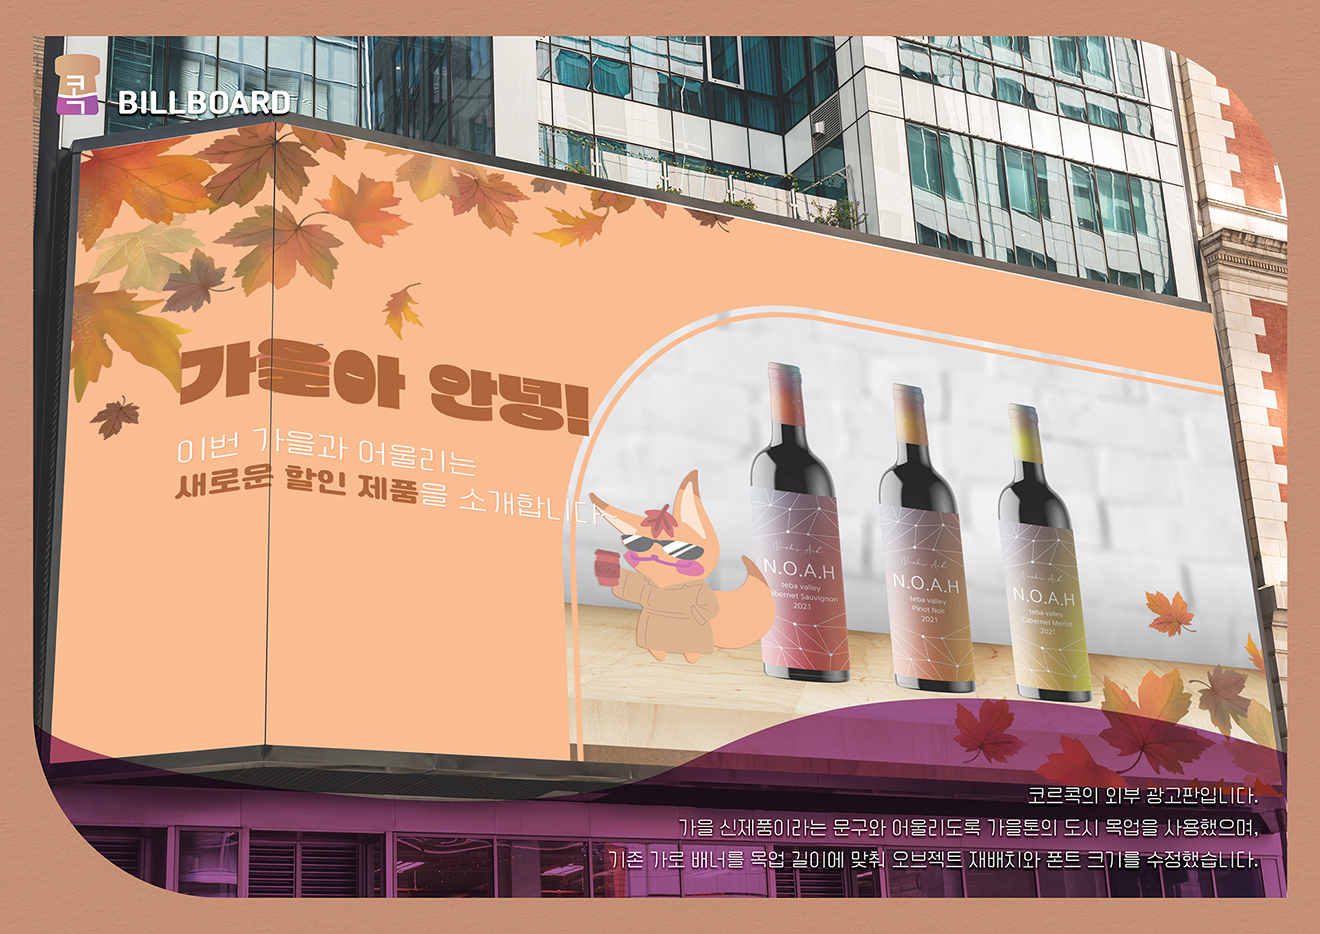 콕
BILLBOARD
가을아 안녕!
이번 가을과 어울리는
새로운 할인 제품을 소개합니다~
Wine
Noah's Ark
N.O.A.H
teba valley
Cabernet Sauvignon
2021
Noah's Ark
N.O.A.H
teba valley
Pinot Noir
2021
Noah's Ark
N.O.A.H
teba valley
Cabernet Merlot
2021
코르콕의 외부 광고판입니다.
가을 신제품이라는 문구와 어울리도록 가을톤의 도시 목업을 사용했으며,
기존 가로 배너를 목업 길이에 맞춰 오브젝트 재배치와 폰트 크기를 수정했습니다.